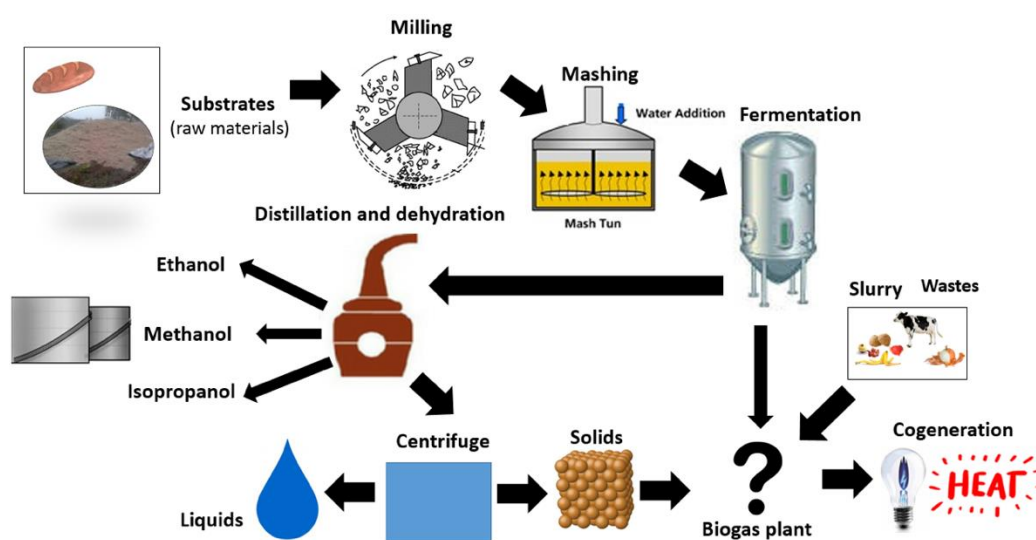 Milling
Substrates
(raw materials)
Mashing
Water Addition
Mash Tun
Fermentation
Distillation and dehydration
Ethanol
Methanol
Isopropanol
Slurry
Wastes
Centrifuge
Liquids
Solids
?
Biogas plant
Cogeneration
HEAT